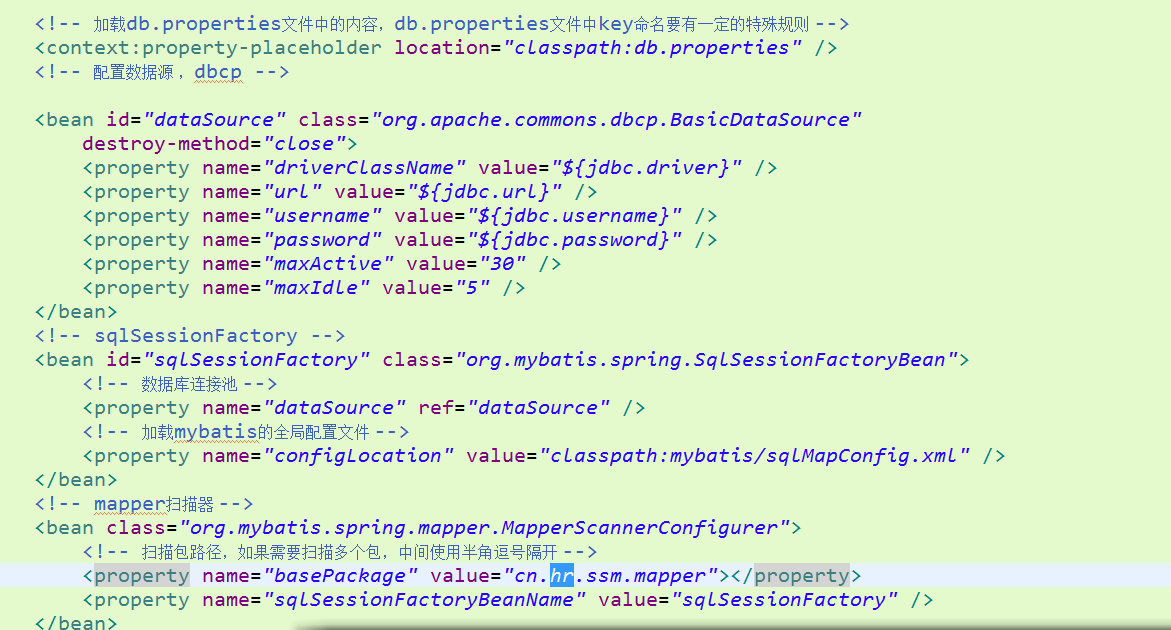 <!-- 加载db.properties文件中的内容，db.properties文件中key命名要有一定的特殊规则 -->
<context:property-placeholder location="classpath:db.properties" />
<!-- 配置数据源 ，dbcp -->
<bean id="dataSource" class="org.apache.commons.dbcp.BasicDataSource"
destroy-method="close">
<property name="driverClassName" value="${jdbc.driver}" />
<property name="url" value="${jdbc.url}" />
<property name="username" value="${jdbc.username}" />
<property name="password" value="${jdbc.password}" />
<property name="maxActive" value="30" />
<property name="maxIdle" value="5" />
</bean>
<!-- sqlSessionFactory -->
<bean id="sqlSessionFactory" class="org.mybatis.spring.SqlSessionFactoryBean">
<!-- 数据库连接池 -->
<property name="dataSource" ref="dataSource" />
<!-- 加载mybatis的全局配置文件 -->
<property name="configLocation" value="classpath:mybatis/sqlMapConfig.xml" />
</bean>
<!-- mapper扫描器 -->
<bean class="org.mybatis.spring.mapper.MapperScannerConfigurer">
<!-- 扫描包路径，如果需要扫描多个包，中间使用半角逗号隔开 -->
<property name="basePackage" value="cn.hr.ssm.mapper"></property>
<property name="sqlSessionFactoryBeanName" value="sqlSessionFactory" />
</bean>